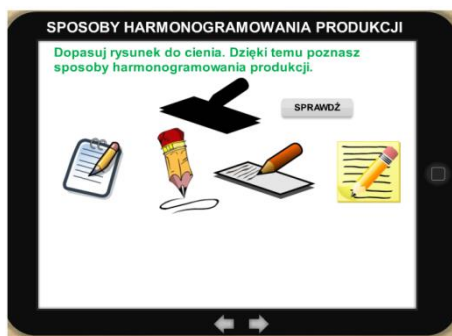 SPOSOBY HARMONOGRAMOWANIA PRODUKCJI
Dopasuj rysunek do cienia. Dzięki temu poznasz
sposoby harmonogramowania produkcji.
SPRAWDŹ